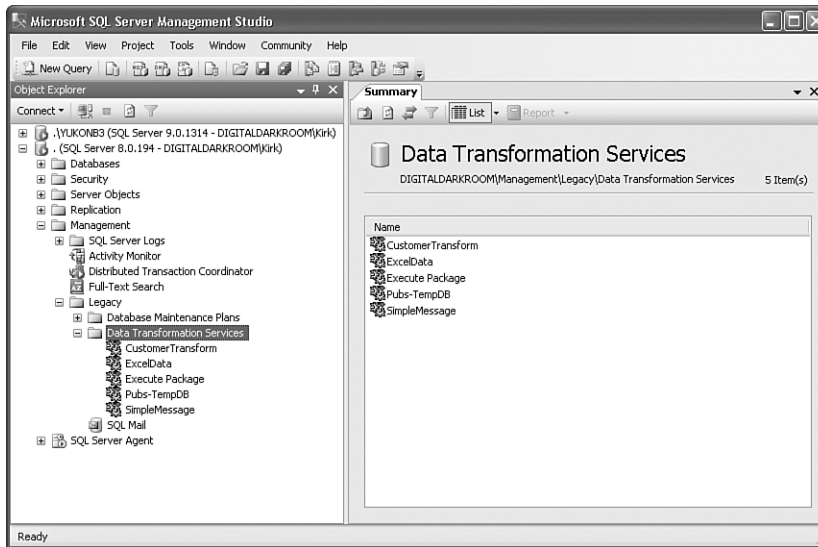 Microsoft SQL Server Management Studio
File Edit View Project Tools Window Community Help
New Query
Object Explorer
Connect
.\YUKONB3 (SQL Server 9.0.1314 - DIGITALDARKROOM\Kirk)
. (SQL Server 8.0.194 - DIGITALDARKROOM\Kirk)
Databases
Security
Server Objects
Replication
Management
SQL Server Logs
Activity Monitor
Distributed Transaction Coordinator
Full-Text Search
Legacy
Database Maintenance Plans
Data Transformation Services
CustomerTransform
ExcelData
Execute Package
Pubs-TempDB
SimpleMessage
SQL Mail
SQL Server Agent
Summary
List Report
Data Transformation Services
DIGITALDARKROOM\Management\Legacy\Data Transformation Services 5 Item(s)
Name
CustomerTransform
ExcelData
Execute Package
Pubs-TempDB
SimpleMessage
Ready